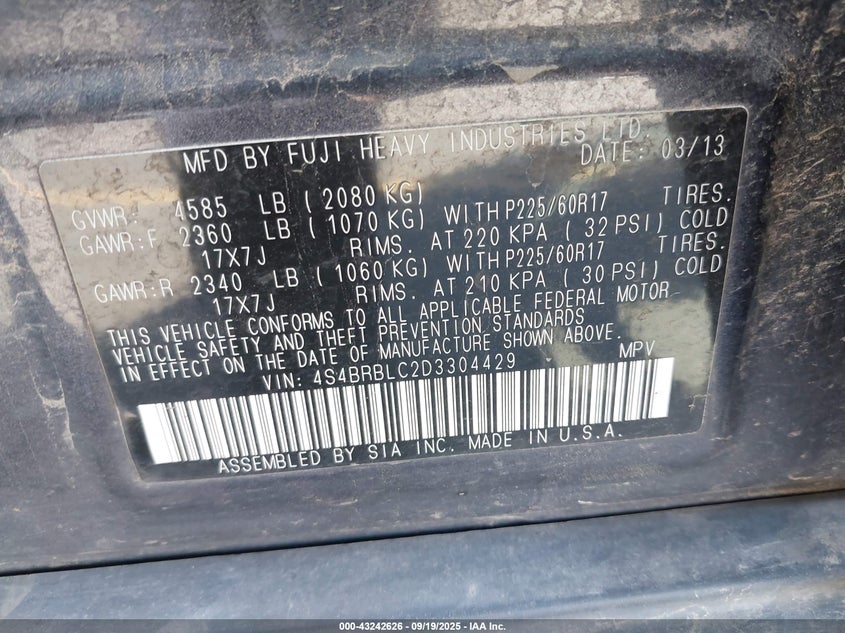 MFD BY FUJI HEAVY INDUSTRIES LTD.
DATE: 03/13
GVWR: 4585 LB ( 2080 KG)
GAWR:F 2360 LB ( 1070 KG) WITH P225/60R17 TIRES.
17X7J RIMS. AT 220 KPA ( 32 PSI) COLD
GAWR:R 2340 LB ( 1060 KG) WITH P225/60R17 TIRES.
17X7J RIMS. AT 210 KPA ( 30 PSI) COLD
THIS VEHICLE CONFORMS TO ALL APPLICABLE FEDERAL MOTOR
VEHICLE SAFETY AND THEFT PREVENTION STANDARDS
IN EFFECT ON THE DATE OF MANUFACTURE SHOWN ABOVE.
VIN: 4S4BRBLC2D3304429 MPV
ASSEMBLED BY SIA INC. MADE IN U.S.A.
000-43242626 - 09/19/2025 - IAA Inc.